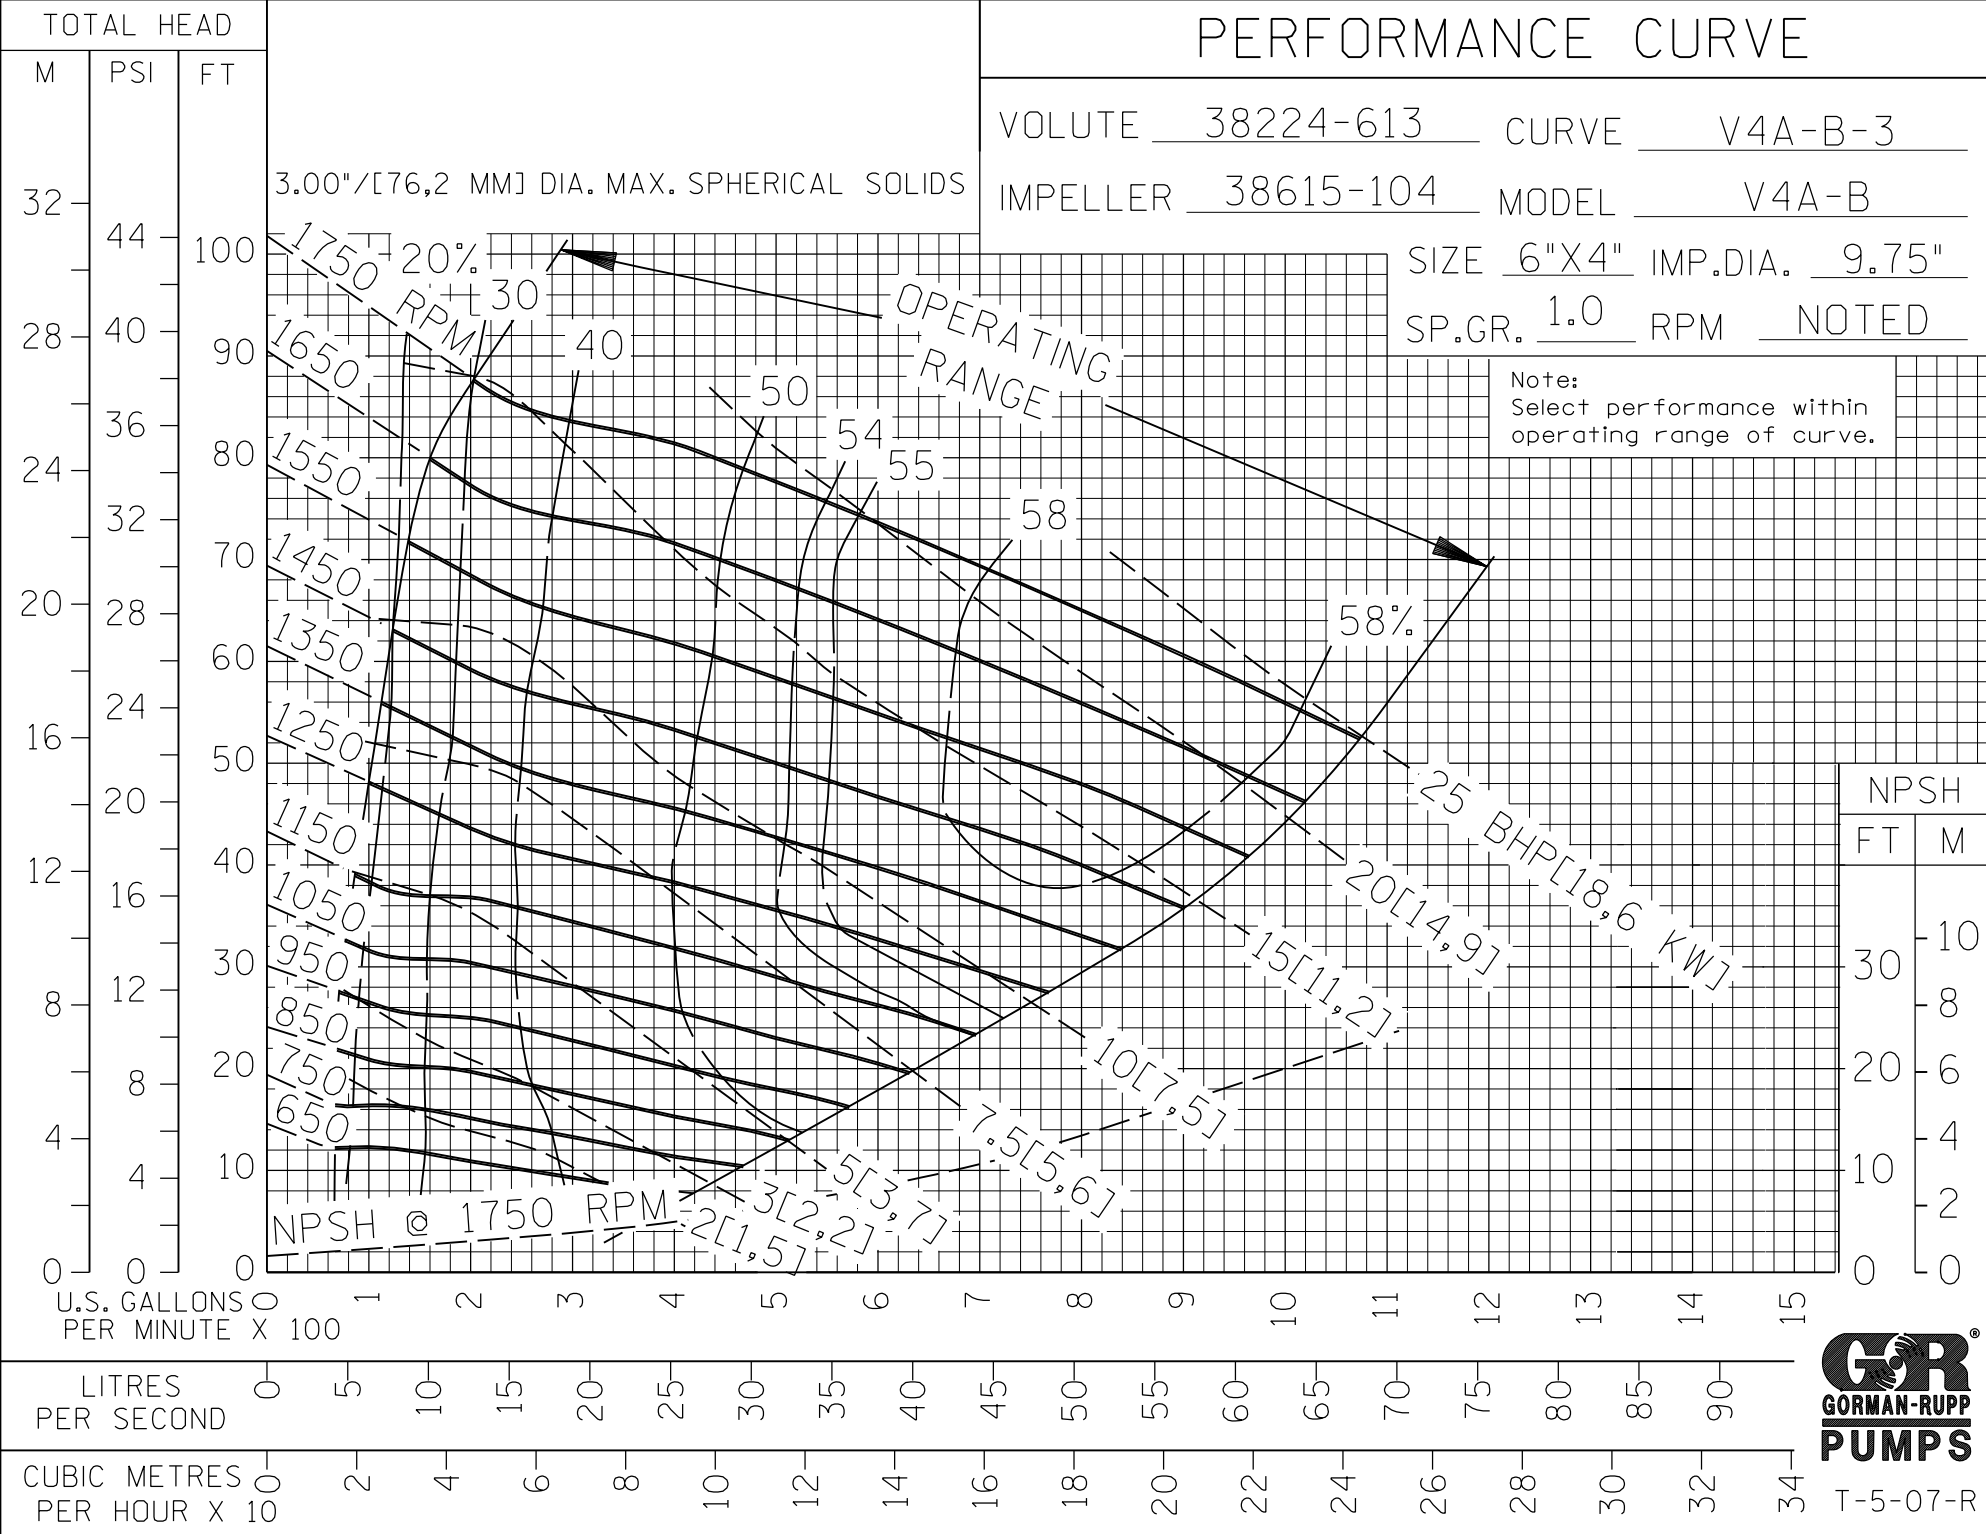 TOTAL HEAD
M PSI FT
PERFORMANCE CURVE
VOLUTE 38224-613 CURVE V4A-B-3
IMPELLER 38615-104 MODEL V4A-B
SIZE 6"X4" IMP.DIA. 9.75"
SP.GR. 1.0 RPM NOTED
Note:
Select performance within
operating range of curve.
3.00"/[76,2 MM] DIA. MAX. SPHERICAL SOLIDS
32
28
24
20
16
12
8
4
0
44
40
36
32
28
24
20
16
12
8
4
0
100
90
80
70
60
50
40
30
20
10
0
1750 RPM
1650
1550
1450
1350
1250
1150
1050
950
850
750
650
20%
30
40
50
54
55
58
58%
OPERATING
RANGE
25 BHP[18,6 KW]
20[14,9]
15[11,2]
10[7,5]
7.5[5,6]
5[3,7]
3[2,2]
2[1,5]
NPSH @ 1750 RPM
NPSH
FT M
30
20
10
0
10
8
6
4
2
0
U.S. GALLONS
PER MINUTE X 100
0 1 2 3 4 5 6 7 8 9 10 11 12 13 14 15
LITRES
PER SECOND
0 5 10 15 20 25 30 35 40 45 50 55 60 65 70 75 80 85 90
CUBIC METRES
PER HOUR X 10
0 2 4 6 8 10 12 14 16 18 20 22 24 26 28 30 32 34
GR®
GORMAN-RUPP
PUMPS
T-5-07-R